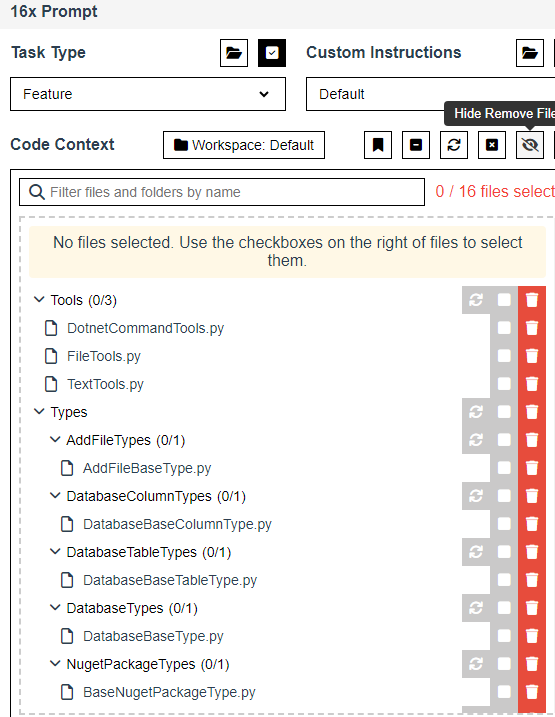 16x Prompt
Task Type
Custom Instructions
Feature
Default
Hide Remove File
Code Context
Workspace: Default
Filter files and folders by name
0 / 16 files select
No files selected. Use the checkboxes on the right of files to select
them.
Tools (0/3)
DotnetCommandTools.py
FileTools.py
TextTools.py
Types
AddFileTypes (0/1)
AddFileBaseType.py
DatabaseColumnTypes (0/1)
DatabaseBaseColumnType.py
DatabaseTableTypes (0/1)
DatabaseBaseTableType.py
DatabaseTypes (0/1)
DatabaseBaseType.py
NugetPackageTypes (0/1)
BaseNugetPackageType.py